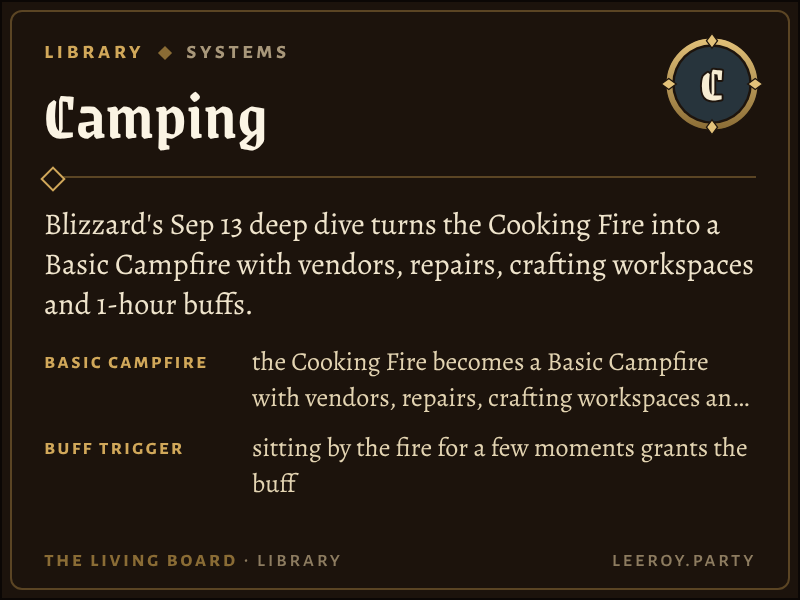 LIBRARY ◆ SYSTEMS
C
Camping
Blizzard's Sep 13 deep dive turns the Cooking Fire into a
Basic Campfire with vendors, repairs, crafting workspaces
and 1-hour buffs.
BASIC CAMPFIRE the Cooking Fire becomes a Basic Campfire
with vendors, repairs, crafting workspaces an...
BUFF TRIGGER sitting by the fire for a few moments grants the
buff
THE LIVING BOARD · LIBRARY LEEROY.PARTY